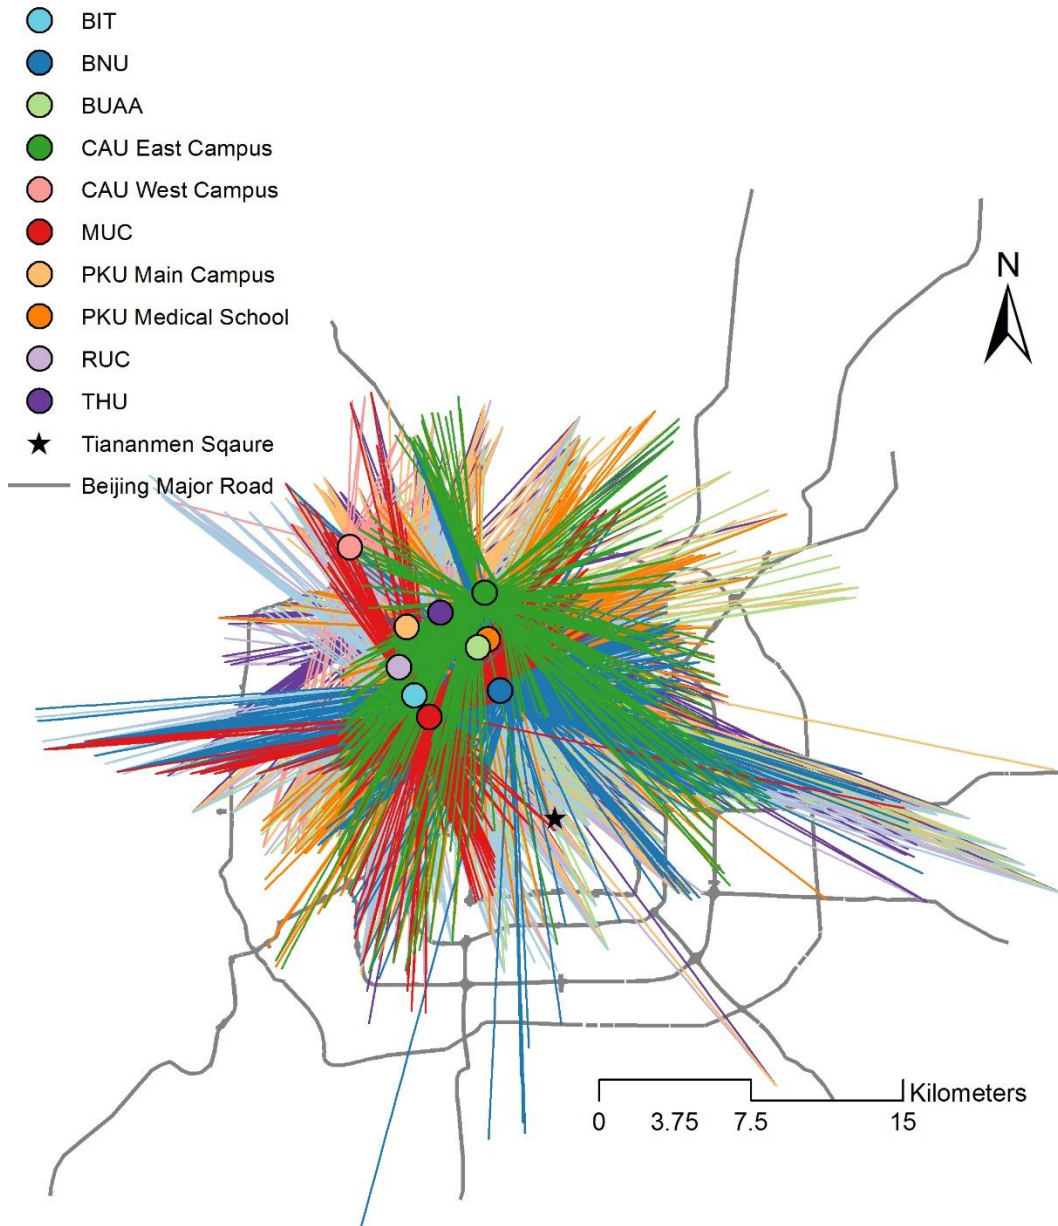 BIT
BNU
BUAA
CAU East Campus
CAU West Campus
MUC
PKU Main Campus
PKU Medical School
RUC
THU
Tiananmen Sqaure
Beijing Major Road
N
Kilometers
0 3.75 7.5 15